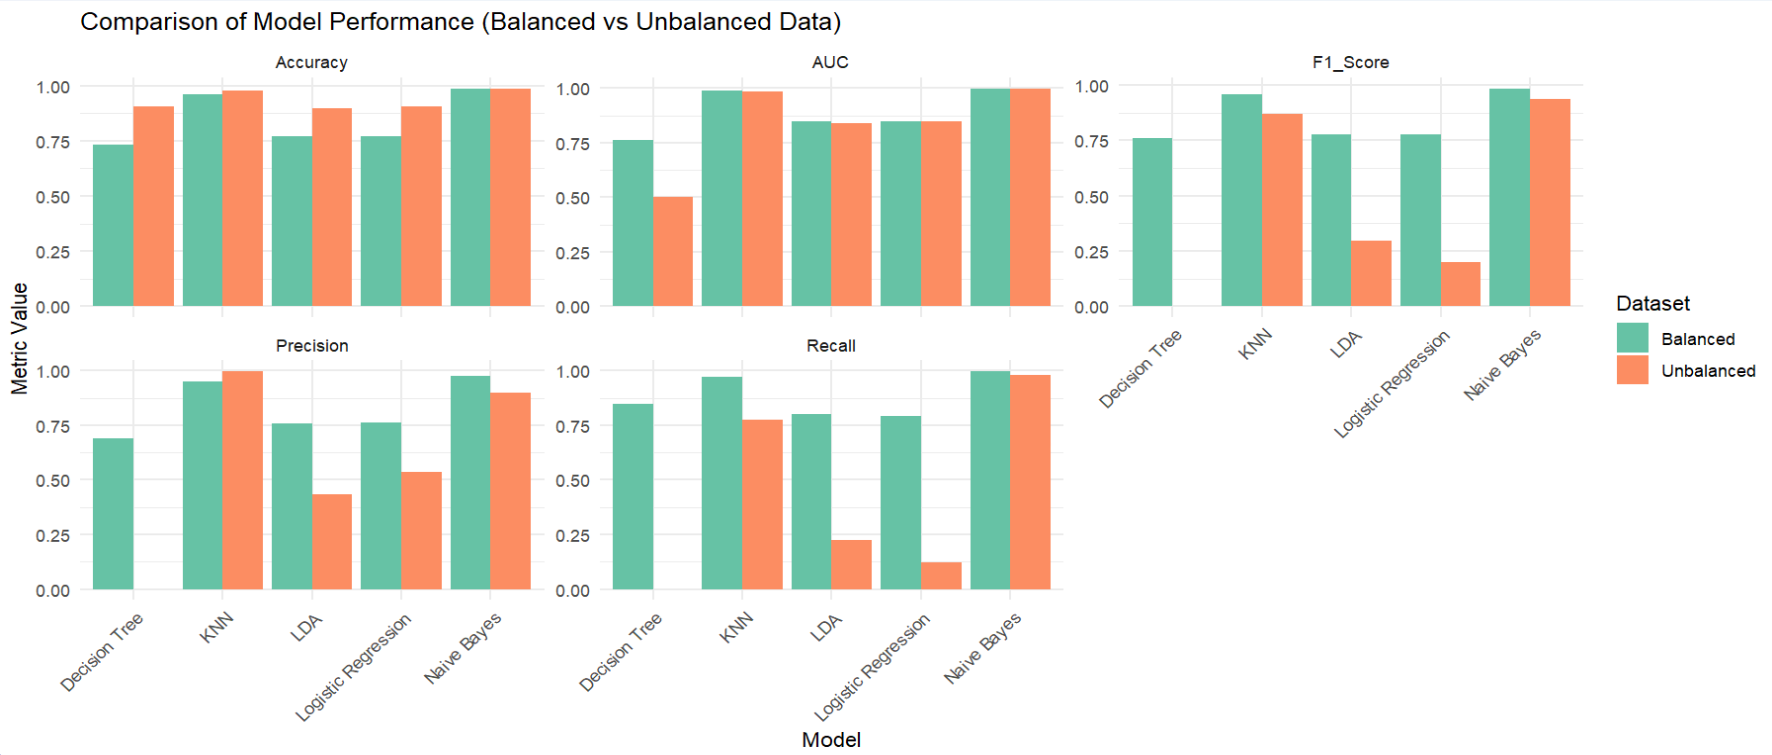 Comparison of Model Performance (Balanced vs Unbalanced Data)
Accuracy
AUC
F1_Score
1.00
0.75
0.50
0.25
0.00
1.00
0.75
0.50
0.25
0.00
1.00
0.75
0.50
0.25
0.00
Decision Tree
KNN
LDA
Logistic Regression
Naive Bayes
Metric Value
Precision
Recall
1.00
0.75
0.50
0.25
0.00
1.00
0.75
0.50
0.25
0.00
Decision Tree
KNN
LDA
Logistic Regression
Naive Bayes
Decision Tree
KNN
LDA
Logistic Regression
Naive Bayes
Model
Dataset
Balanced
Unbalanced